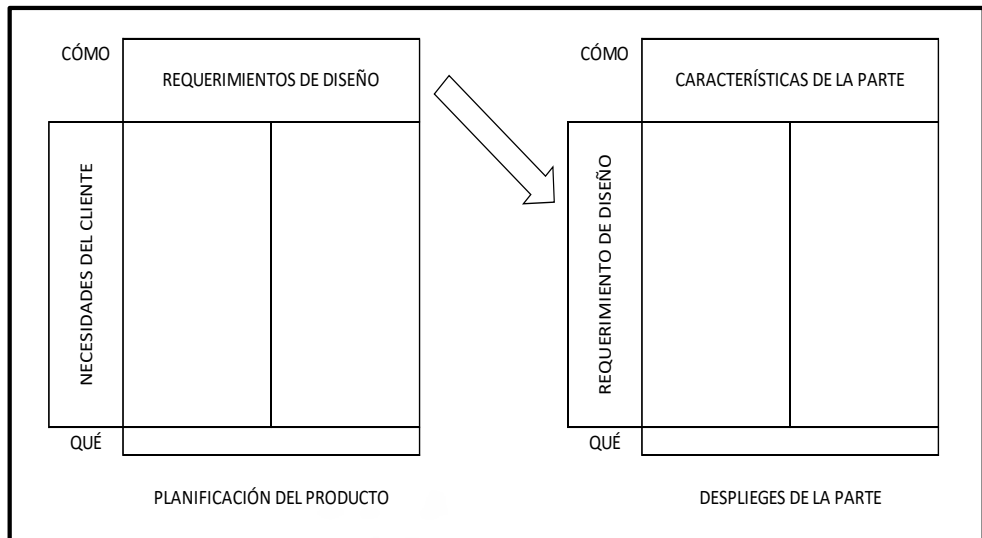 CÓMO
REQUERIMIENTOS DE DISEÑO
NECESIDADES DEL CLIENTE
QUÉ
PLANIFICACIÓN DEL PRODUCTO
CÓMO
CARACTERÍSTICAS DE LA PARTE
REQUERIMIENTO DE DISEÑO
QUÉ
DESPLIEGES DE LA PARTE